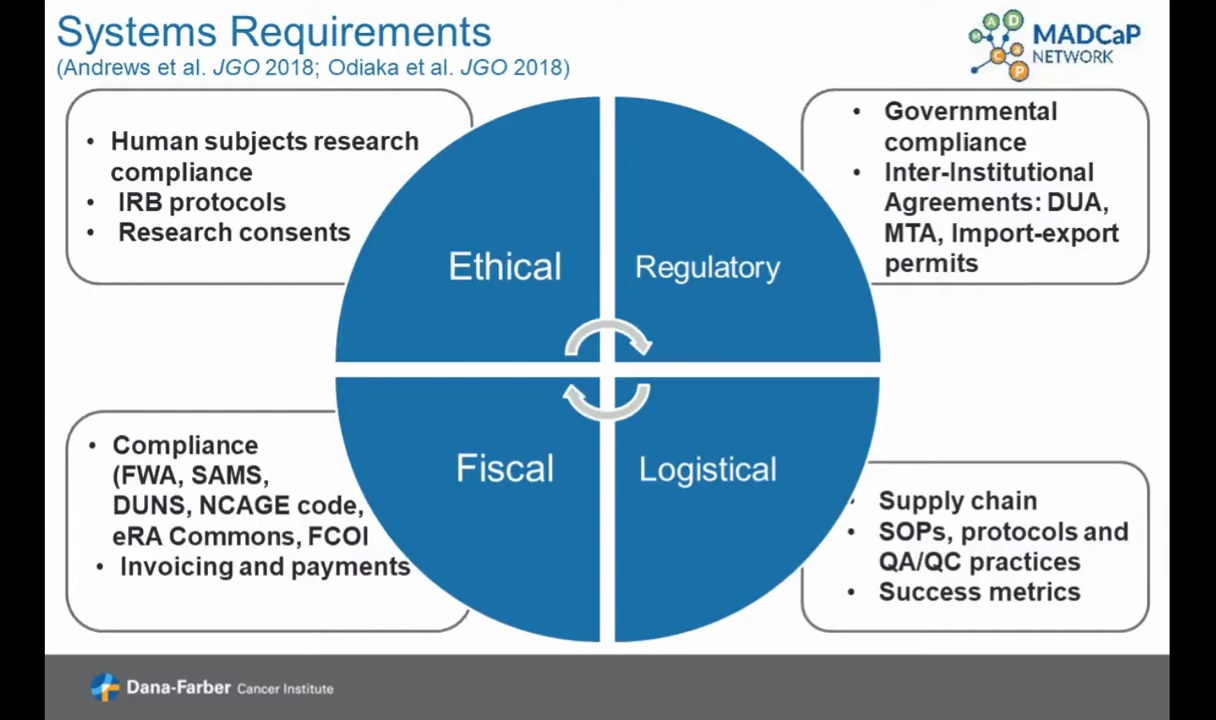 Systems Requirements
(Andrews et al. JGO 2018; Odiaka et al. JGO 2018)
A D
M C
C P
MADCaP
NETWORK
• Human subjects research
compliance
• IRB protocols
• Research consents
• Governmental
compliance
• Inter-Institutional
Agreements: DUA,
MTA, Import-export
permits
Ethical
Regulatory
Fiscal
Logistical
• Compliance
(FWA, SAMS,
DUNS, NCAGE code,
eRA Commons, FCOI
• Invoicing and payments
• Supply chain
• SOPs, protocols and
QA/QC practices
• Success metrics
Dana-Farber Cancer Institute